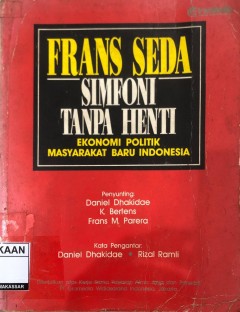 FRANS SEDA
SIMFONI
TANPA HENTI
EKONOMI POLITIK
MASYARAKAT BARU INDONESIA
Penyunting:
Daniel Dhakidae
K. Bertens
Frans M. Parera
Kata Pengantar:
Daniel Dhakidae • Rizal Ramli
KAAN
AKASSAR